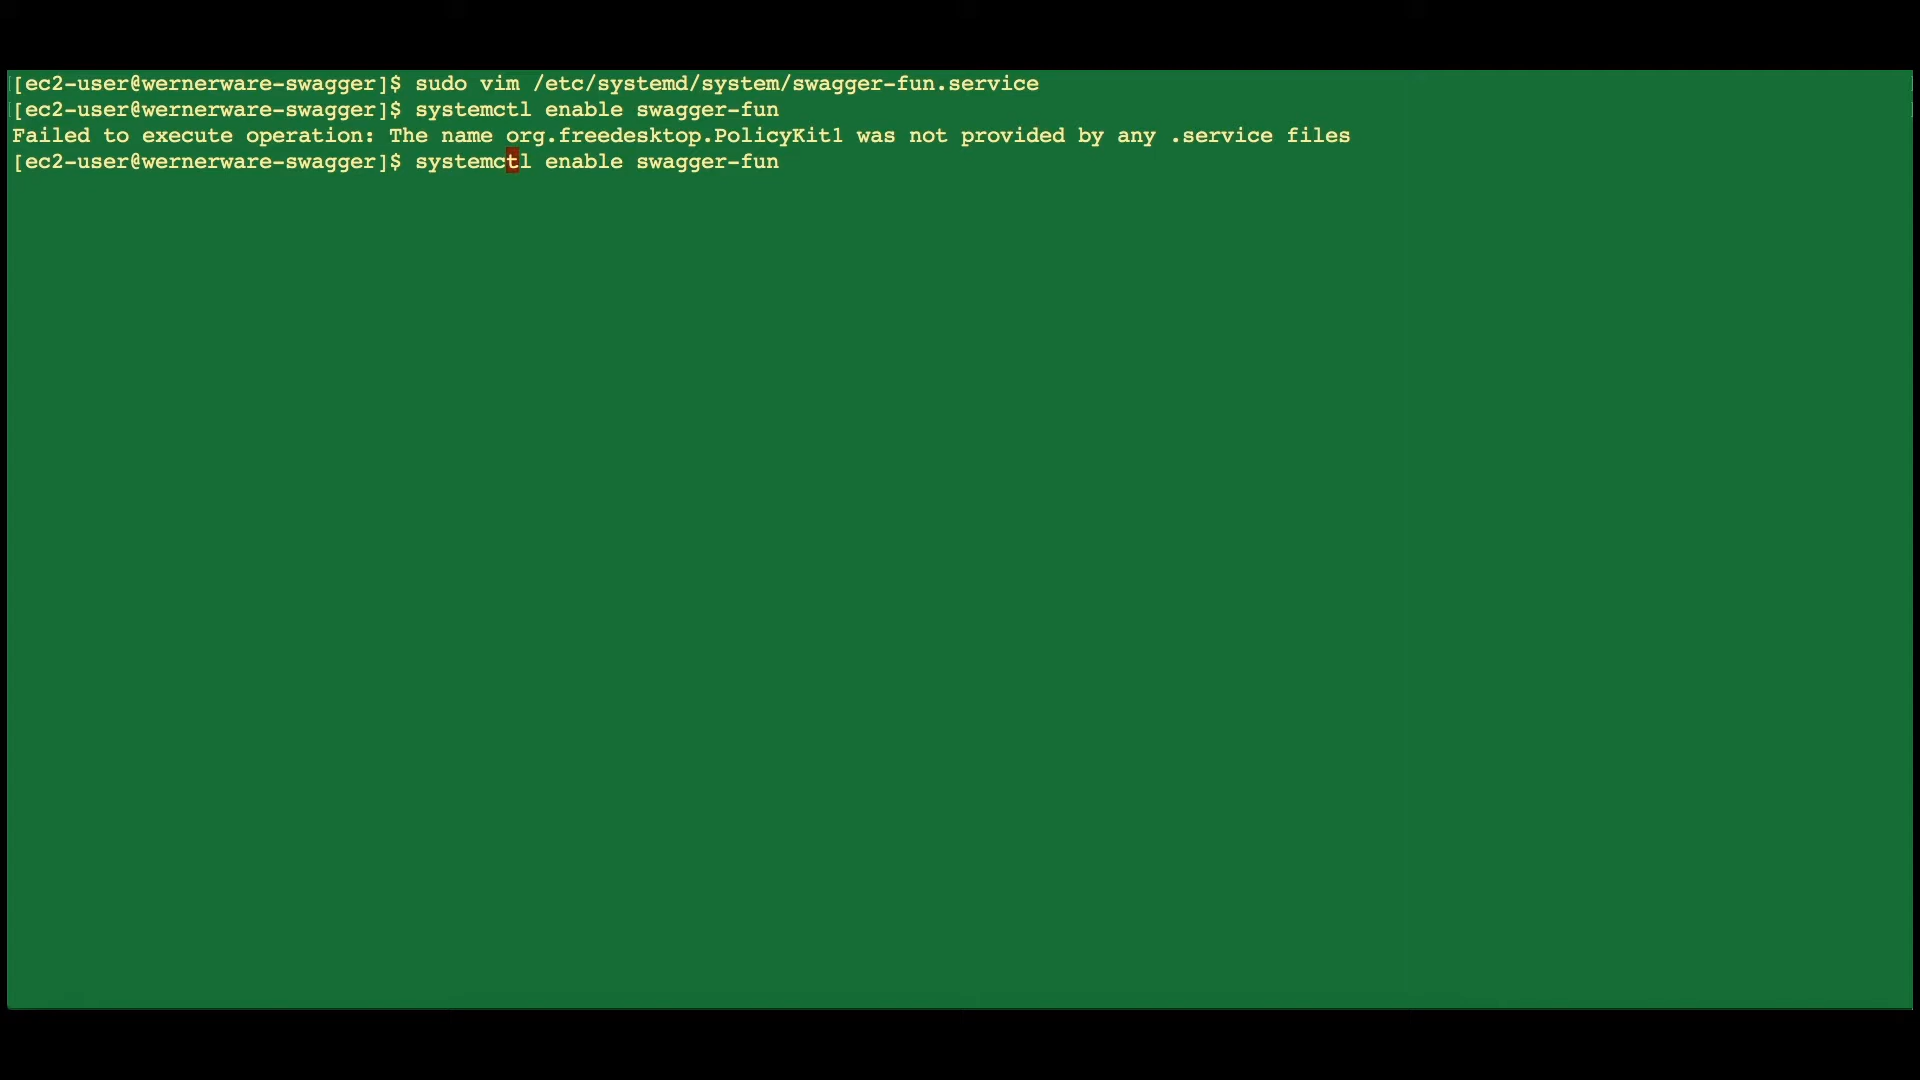 [ec2-user@wernerware-swagger]$ sudo vim /etc/systemd/system/swagger-fun.service
[ec2-user@wernerware-swagger]$ systemctl enable swagger-fun
Failed to execute operation: The name org.freedesktop.PolicyKit1 was not provided by any .service files
[ec2-user@wernerware-swagger]$ systemctl enable swagger-fun